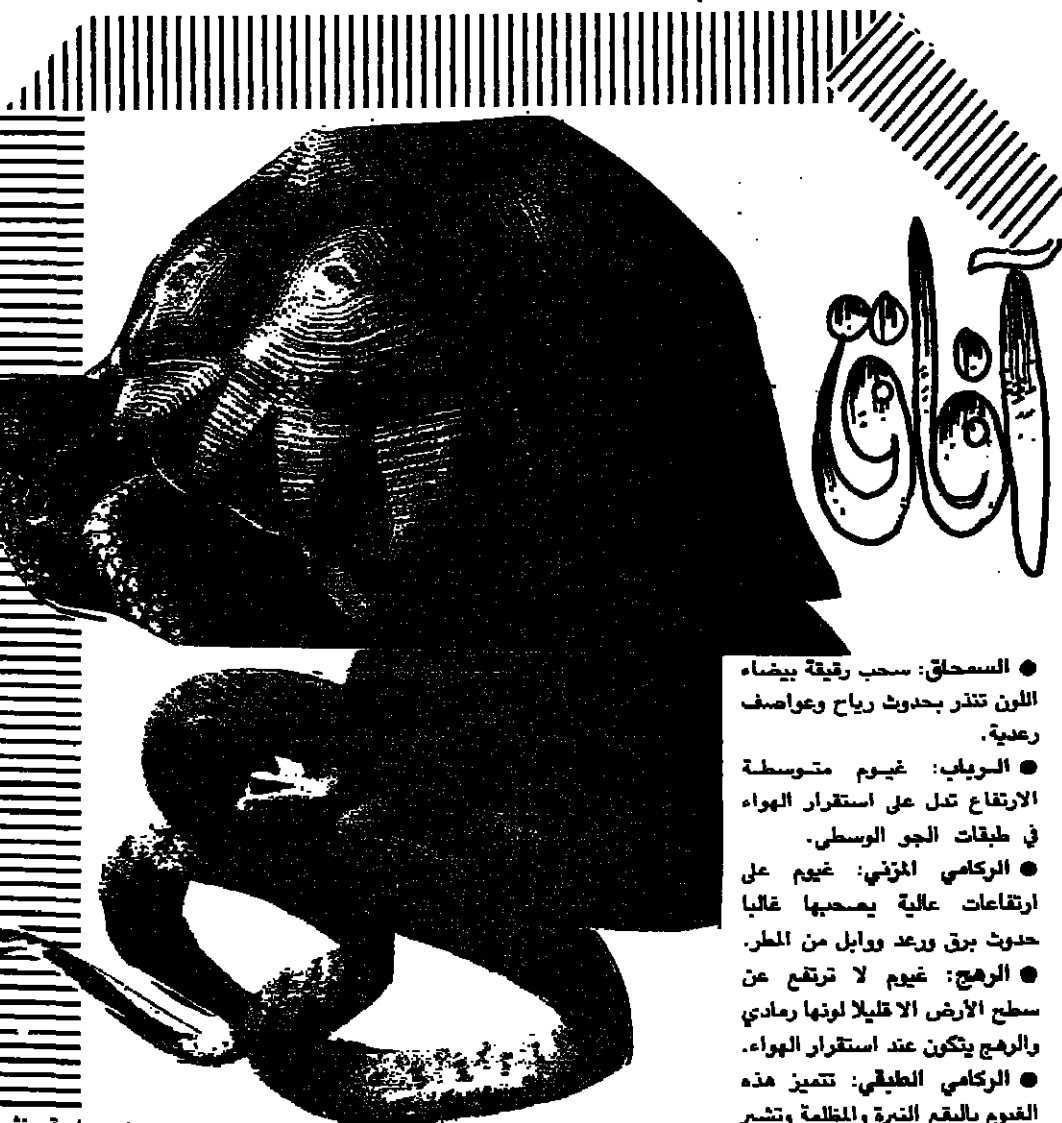 آفاق
● السمحاق: سحب رقيقة بيضاء
اللون تنذر بحدوث رياح وعواصف
رعدية.
● الرباب: غيوم متوسطة
الارتفاع تدل على استقرار الهواء
في طبقات الجو الوسطى.
● الركامي المزني: غيوم على
ارتفاعات عالية يصحبها غالبا
حدوث برق ورعد ووابل من المطر.
● الرهج: غيوم لا ترتفع عن
سطح الأرض الا قليلا لونها رمادي
والرهج يتكون عند استقرار الهواء.
● الركامي الطبقي: تتميز هذه
الغيوم بالبقع النيرة والمظلمة وتشير